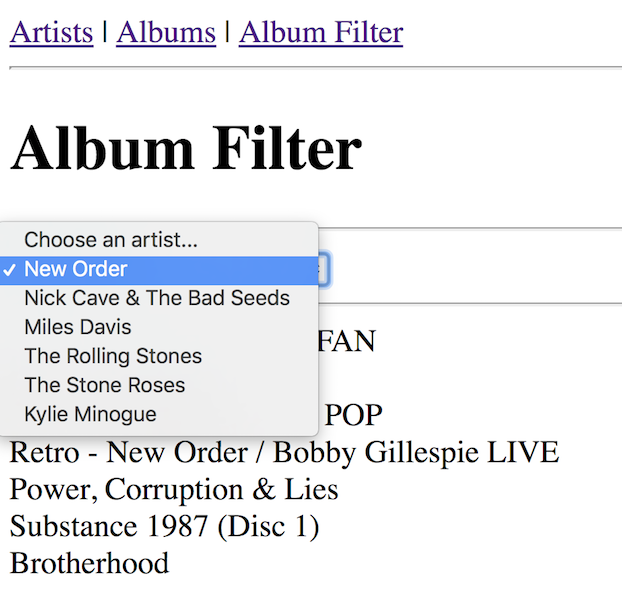 Artists | Albums | Album Filter
Album Filter
Choose an artist...
✓ New Order
Nick Cave & The Bad Seeds
Miles Davis
The Rolling Stones
The Stone Roses
Kylie Minogue
FAN
POP
Retro - New Order / Bobby Gillespie LIVE
Power, Corruption & Lies
Substance 1987 (Disc 1)
Brotherhood